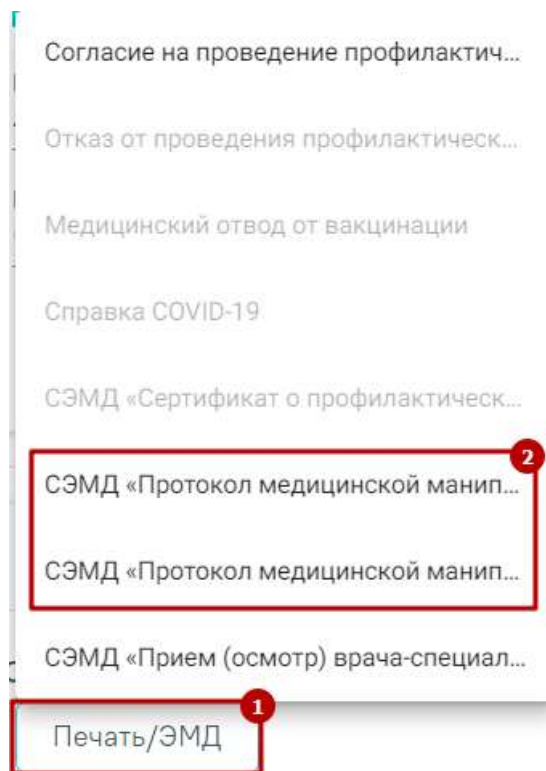 Согласие на проведение профилактич...
Отказ от проведения профилактическ...
Медицинский отвод от вакцинации
Справка COVID-19
СЭМД «Сертификат о профилактическ...
2
СЭМД «Протокол медицинской манип...
СЭМД «Протокол медицинской манип...
СЭМД «Прием (осмотр) врача-специал...
1
Печать/ЭМД